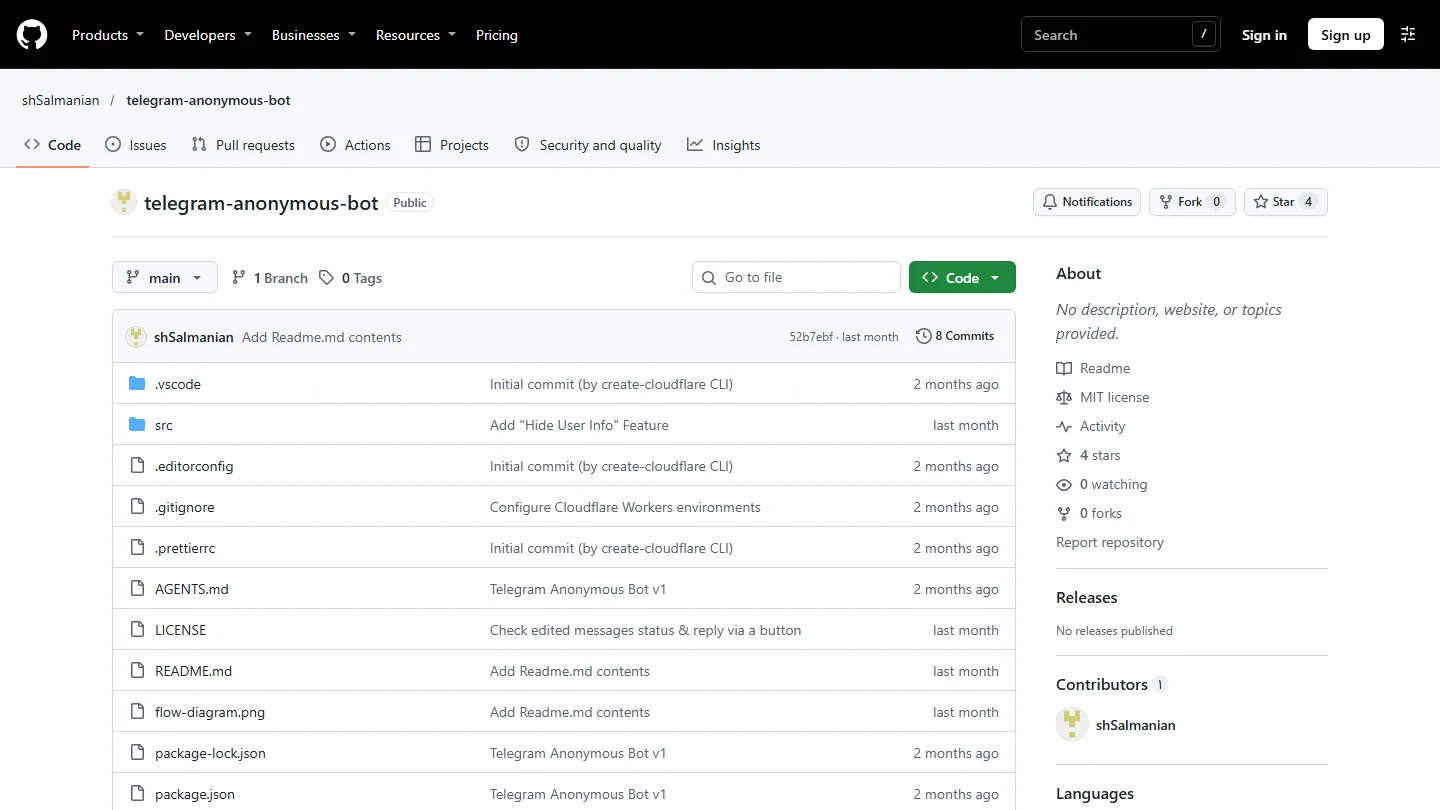 Products Developers Businesses Resources Pricing Search / Sign in Sign up
shSalmanian / telegram-anonymous-bot
Code Issues Pull requests Actions Projects Security and quality Insights
telegram-anonymous-bot Public Notifications Fork 0 Star 4
main 1 Branch 0 Tags Go to file Code
shSalmanian Add Readme.md contents 52b7ebf · last month 8 Commits
.vscode Initial commit (by create-cloudflare CLI) 2 months ago
src Add "Hide User Info" Feature last month
.editorconfig Initial commit (by create-cloudflare CLI) 2 months ago
.gitignore Configure Cloudflare Workers environments 2 months ago
.prettierrc Initial commit (by create-cloudflare CLI) 2 months ago
AGENTS.md Telegram Anonymous Bot v1 2 months ago
LICENSE Check edited messages status & reply via a button last month
README.md Add Readme.md contents last month
flow-diagram.png Add Readme.md contents last month
package-lock.json Telegram Anonymous Bot v1 2 months ago
package.json Telegram Anonymous Bot v1 2 months ago
About
No description, website, or topics
provided.
Readme
MIT license
Activity
4 stars
0 watching
0 forks
Report repository
Releases
No releases published
Contributors 1
shSalmanian
Languages